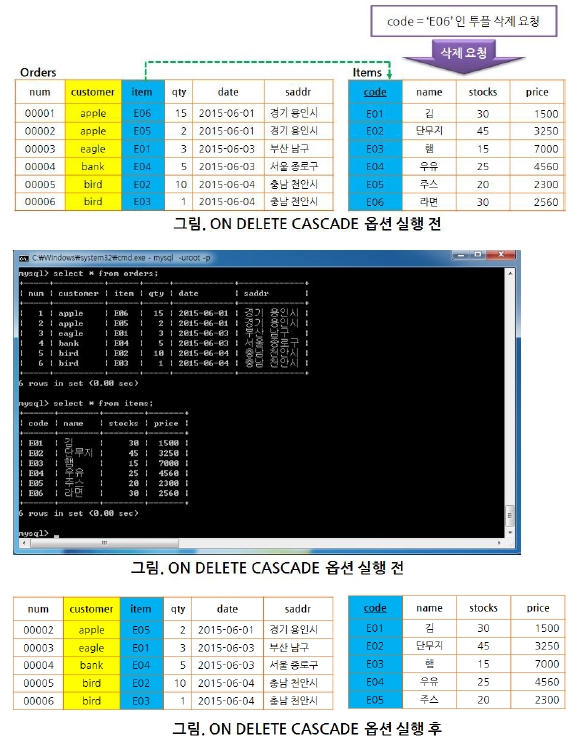 code = 'E06' 인 투플 삭제 요청
삭제 요청
Orders
num customer item qty date saddr
00001 apple E06 15 2015-06-01 경기 용인시
00002 apple E05 2 2015-06-01 경기 용인시
00003 eagle E01 3 2015-06-03 부산 남구
00004 bank E04 5 2015-06-03 서울 종로구
00005 bird E02 10 2015-06-04 충남 천안시
00006 bird E03 1 2015-06-04 충남 천안시
Items
code name stocks price
E01 김 30 1500
E02 단무지 45 3250
E03 햄 15 7000
E04 우유 25 4560
E05 주스 20 2300
E06 라면 30 2560
그림. ON DELETE CASCADE 옵션 실행 전
C:₩Windows₩system32₩cmd.exe - mysql -uroot -p
mysql> select * from orders;
| num | customer | item | qty | date | saddr |
| 1 | apple | E06 | 15 | 2015-06-01 | 경기 용인시 |
| 2 | apple | E05 | 2 | 2015-06-01 | 경기 용인시 |
| 3 | eagle | E01 | 3 | 2015-06-03 | 부산 남구 |
| 4 | bank | E04 | 5 | 2015-06-03 | 서울 종로구 |
| 5 | bird | E02 | 10 | 2015-06-04 | 충남 천안시 |
| 6 | bird | E03 | 1 | 2015-06-04 | 충남 천안시 |
6 rows in set (0.00 sec)
mysql> select * from items;
| code | name | stocks | price |
| E01 | 김 | 30 | 1500 |
| E02 | 단무지 | 45 | 3250 |
| E03 | 햄 | 15 | 7000 |
| E04 | 우유 | 25 | 4560 |
| E05 | 주스 | 20 | 2300 |
| E06 | 라면 | 30 | 2560 |
6 rows in set (0.00 sec)
mysql> _
그림. ON DELETE CASCADE 옵션 실행 전
num customer item qty date saddr
00002 apple E05 2 2015-06-01 경기 용인시
00003 eagle E01 3 2015-06-03 부산 남구
00004 bank E04 5 2015-06-03 서울 종로구
00005 bird E02 10 2015-06-04 충남 천안시
00006 bird E03 1 2015-06-04 충남 천안시
code name stocks price
E01 김 30 1500
E02 단무지 45 3250
E03 햄 15 7000
E04 우유 25 4560
E05 주스 20 2300
그림. ON DELETE CASCADE 옵션 실행 후